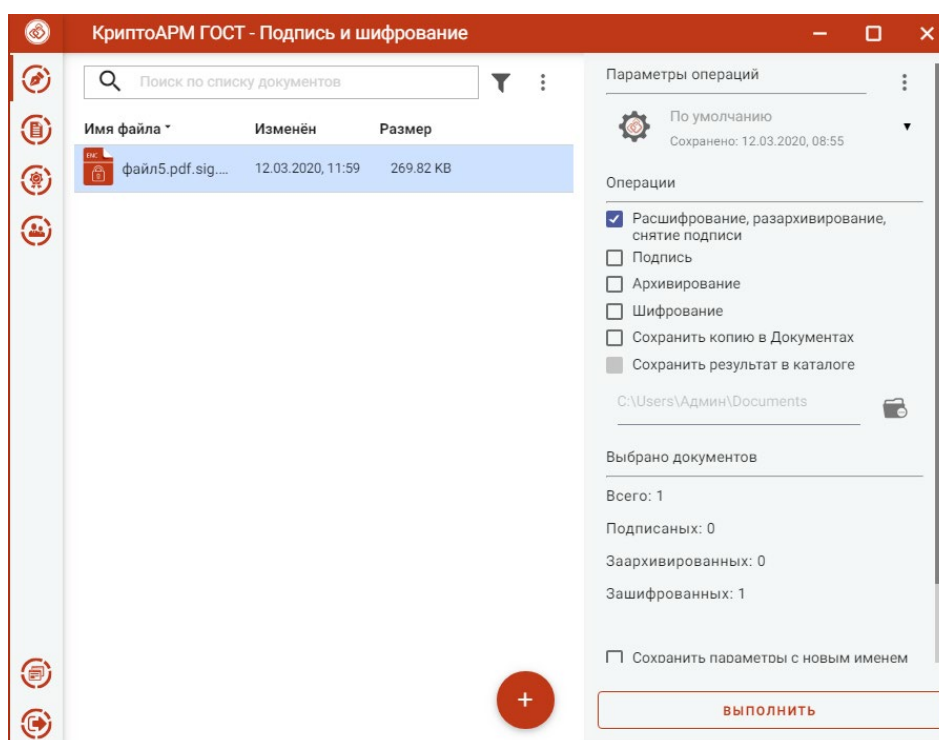 КриптоАРМ ГОСТ - Подпись и шифрование
Поиск по списку документов
Имя файла Изменён Размер
ENC
файл5.pdf.sig.... 12.03.2020, 11:59 269.82 KB
Параметры операций
По умолчанию
Сохранено: 12.03.2020, 08:55
Операции
Расшифрование, разархивирование,
снятие подписи
Подпись
Архивирование
Шифрование
Сохранить копию в Документах
Сохранить результат в каталоге
C:\Users\Админ\Documents
Выбрано документов
Всего: 1
Подписаных: 0
Заархивированных: 0
Зашифрованных: 1
Сохранить параметры с новым именем
ВЫПОЛНИТЬ